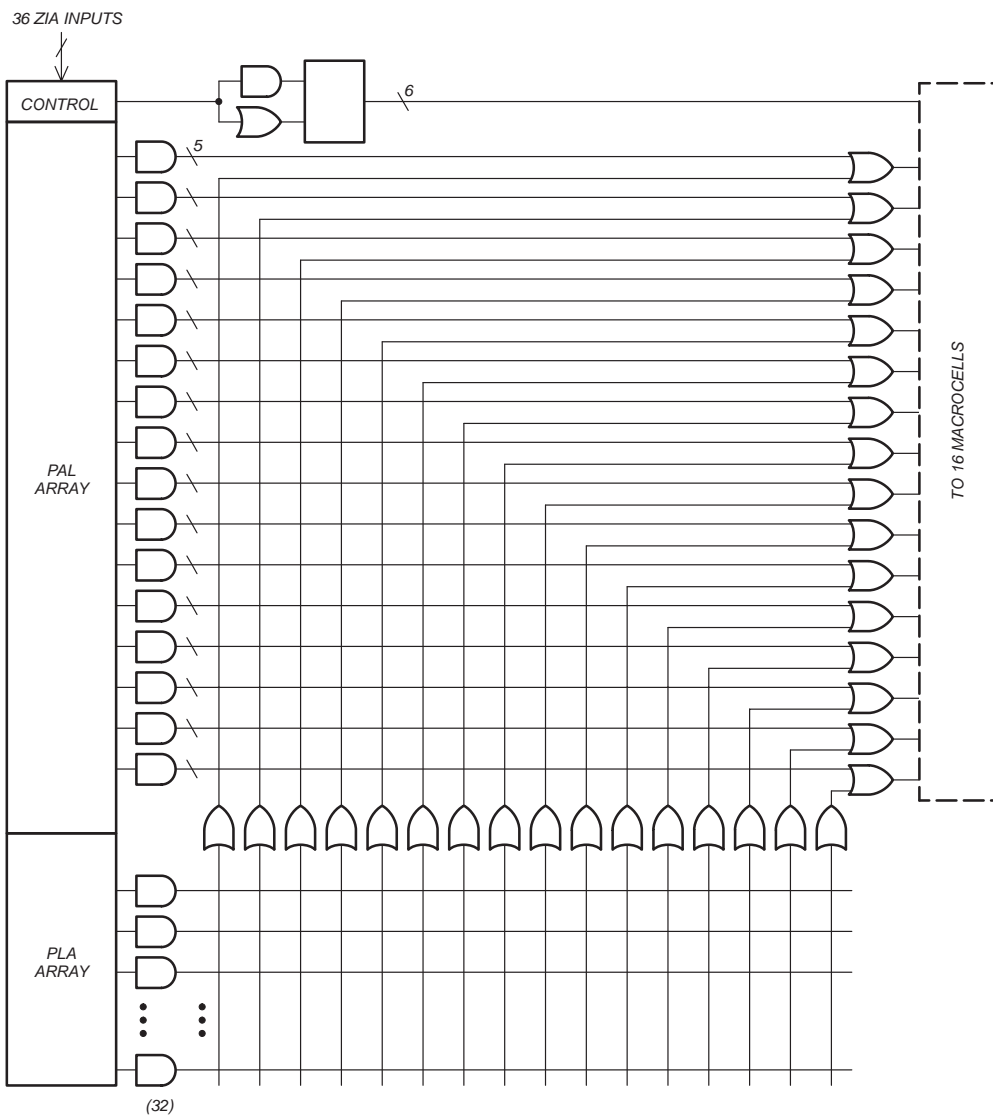 36 ZIA INPUTS
CONTROL
6
5
PAL
ARRAY
TO 16 MACROCELLS
PLA
ARRAY
(32)